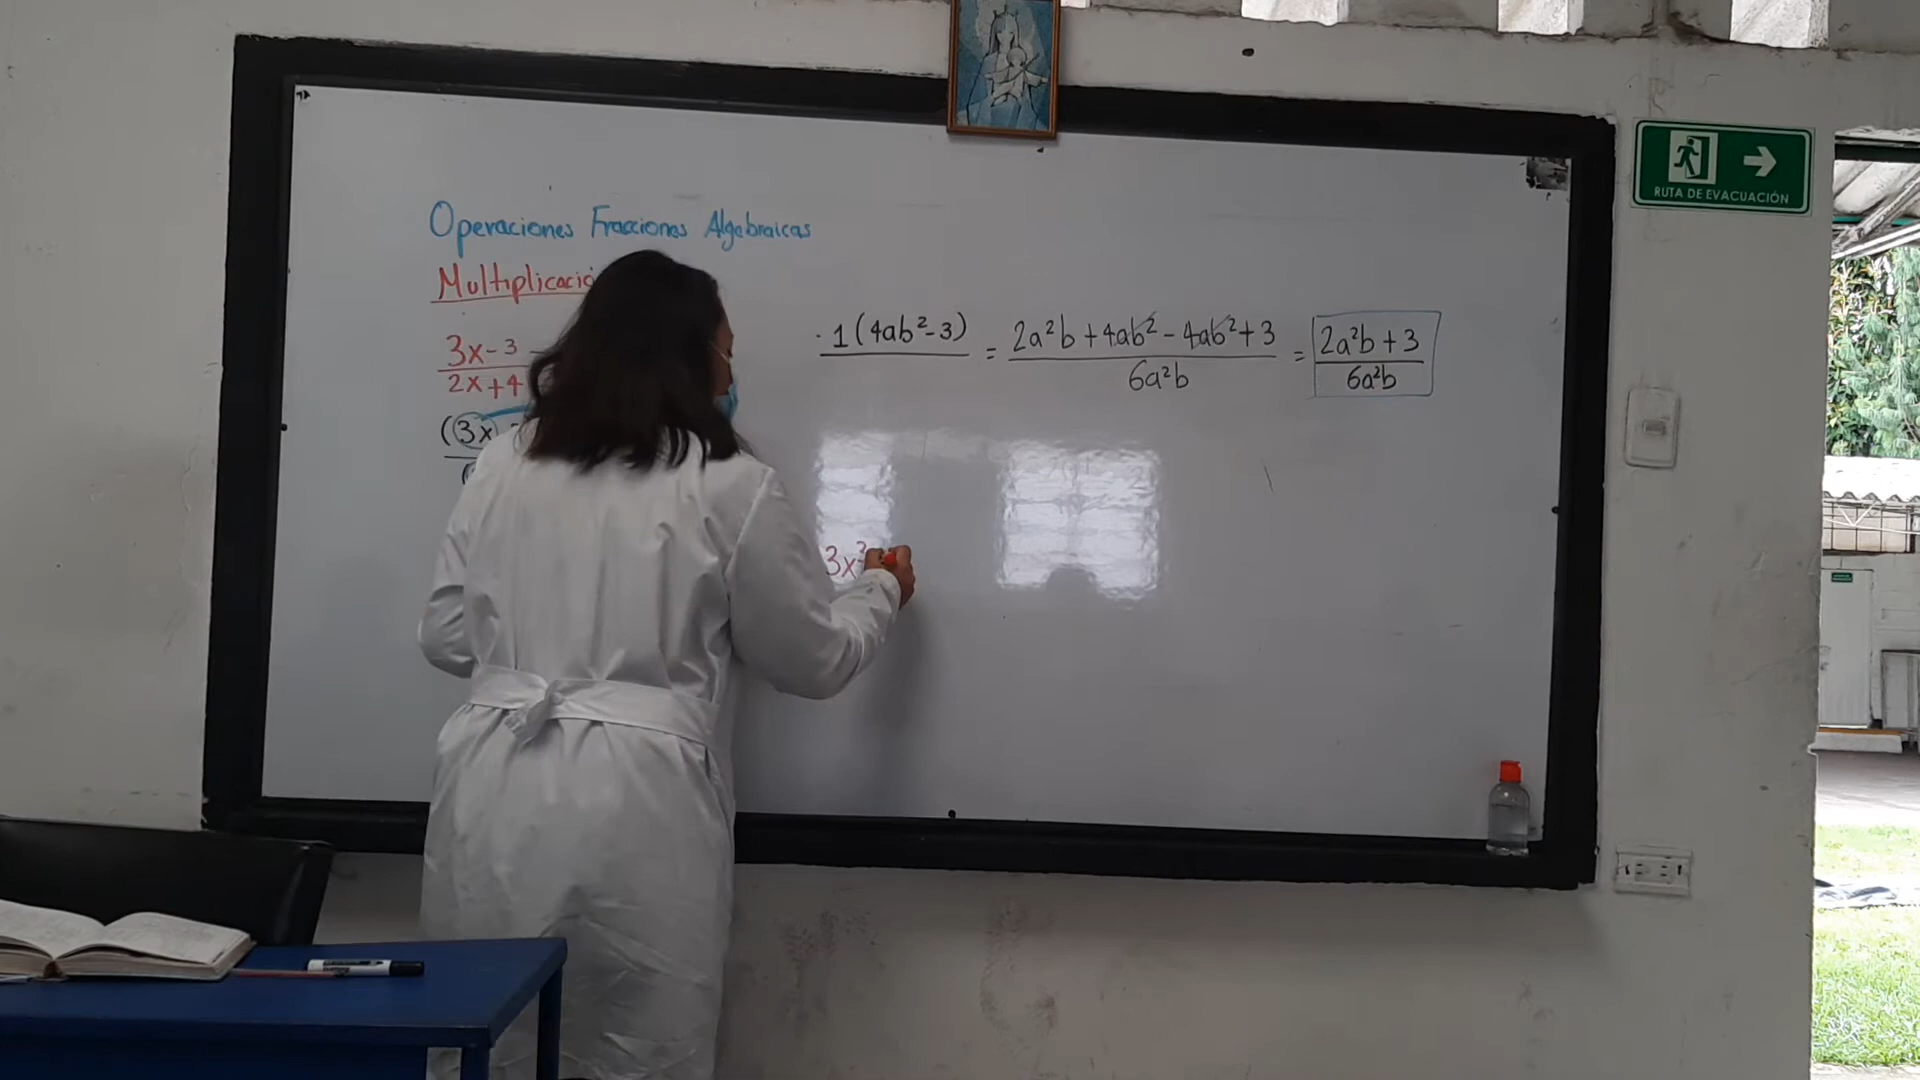 Operaciones Fracciones Algebraicas
Multiplicació
3x-3
2x+4
(3x
· 1(4ab²-3) = 2a²b+4ab²-4ab²+3 = 2a²b+3
6a²b 6a²b
3x²
RUTA DE EVACUACIÓN